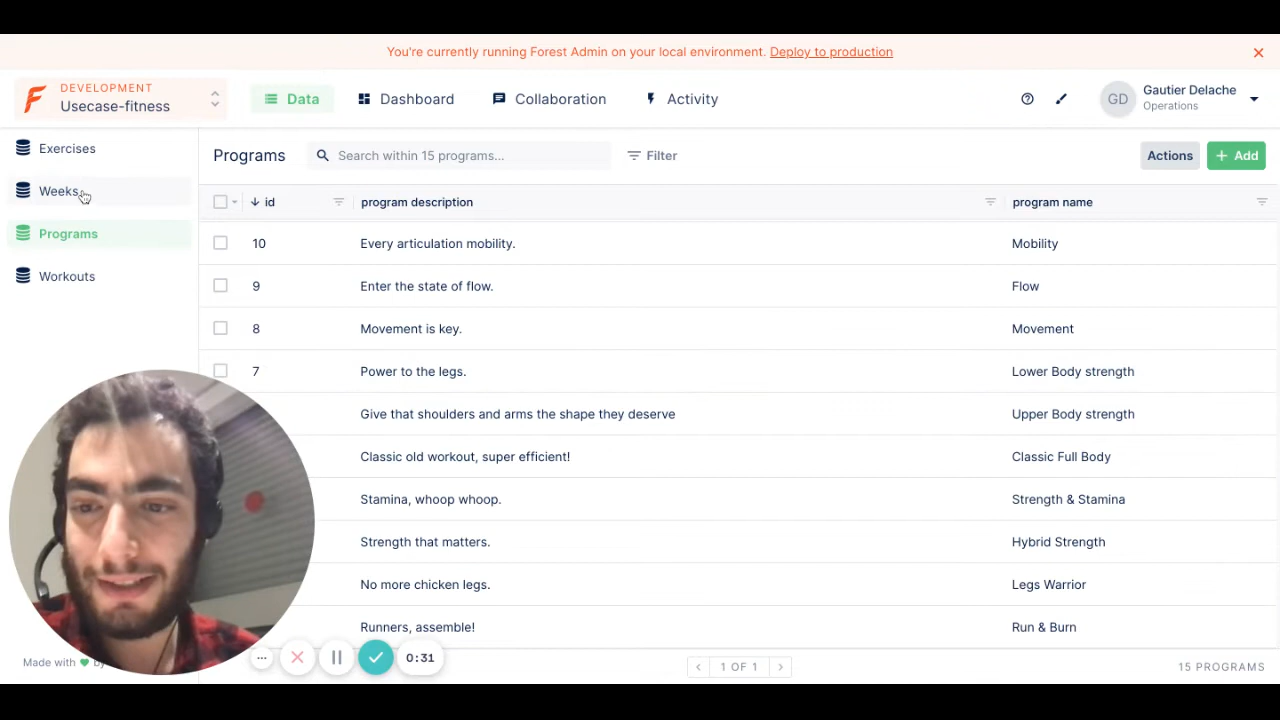 You're currently running Forest Admin on your local environment. Deploy to production
DEVELOPMENT
Usecase-fitness
Data
Dashboard
Collaboration
Activity
GD
Gautier Delache
Operations
Exercises
Weeks
Programs
Workouts
Programs
Search within 15 programs...
Filter
Actions
+ Add
id
program description
program name
10 Every articulation mobility. Mobility
9 Enter the state of flow. Flow
8 Movement is key. Movement
7 Power to the legs. Lower Body strength
Give that shoulders and arms the shape they deserve Upper Body strength
Classic old workout, super efficient! Classic Full Body
Stamina, whoop whoop. Strength & Stamina
Strength that matters. Hybrid Strength
No more chicken legs. Legs Warrior
Runners, assemble! Run & Burn
Made with
0:31
1 OF 1
15 PROGRAMS